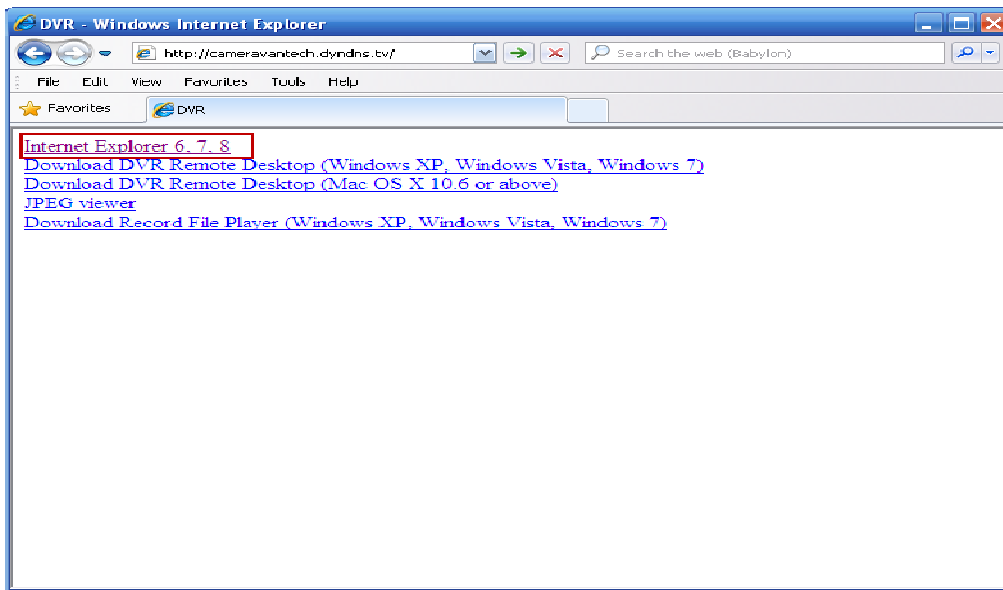 DVR - Windows Internet Explorer
http://cameravantech.dyndns.tv/
Search the web (Babylon)
File Edit View Favorites Tools Help
Favorites
DVR
Internet Explorer 6, 7, 8
Download DVR Remote Desktop (Windows XP, Windows Vista, Windows 7)
Download DVR Remote Desktop (Mac OS X 10.6 or above)
JPEG viewer
Download Record File Player (Windows XP, Windows Vista, Windows 7)